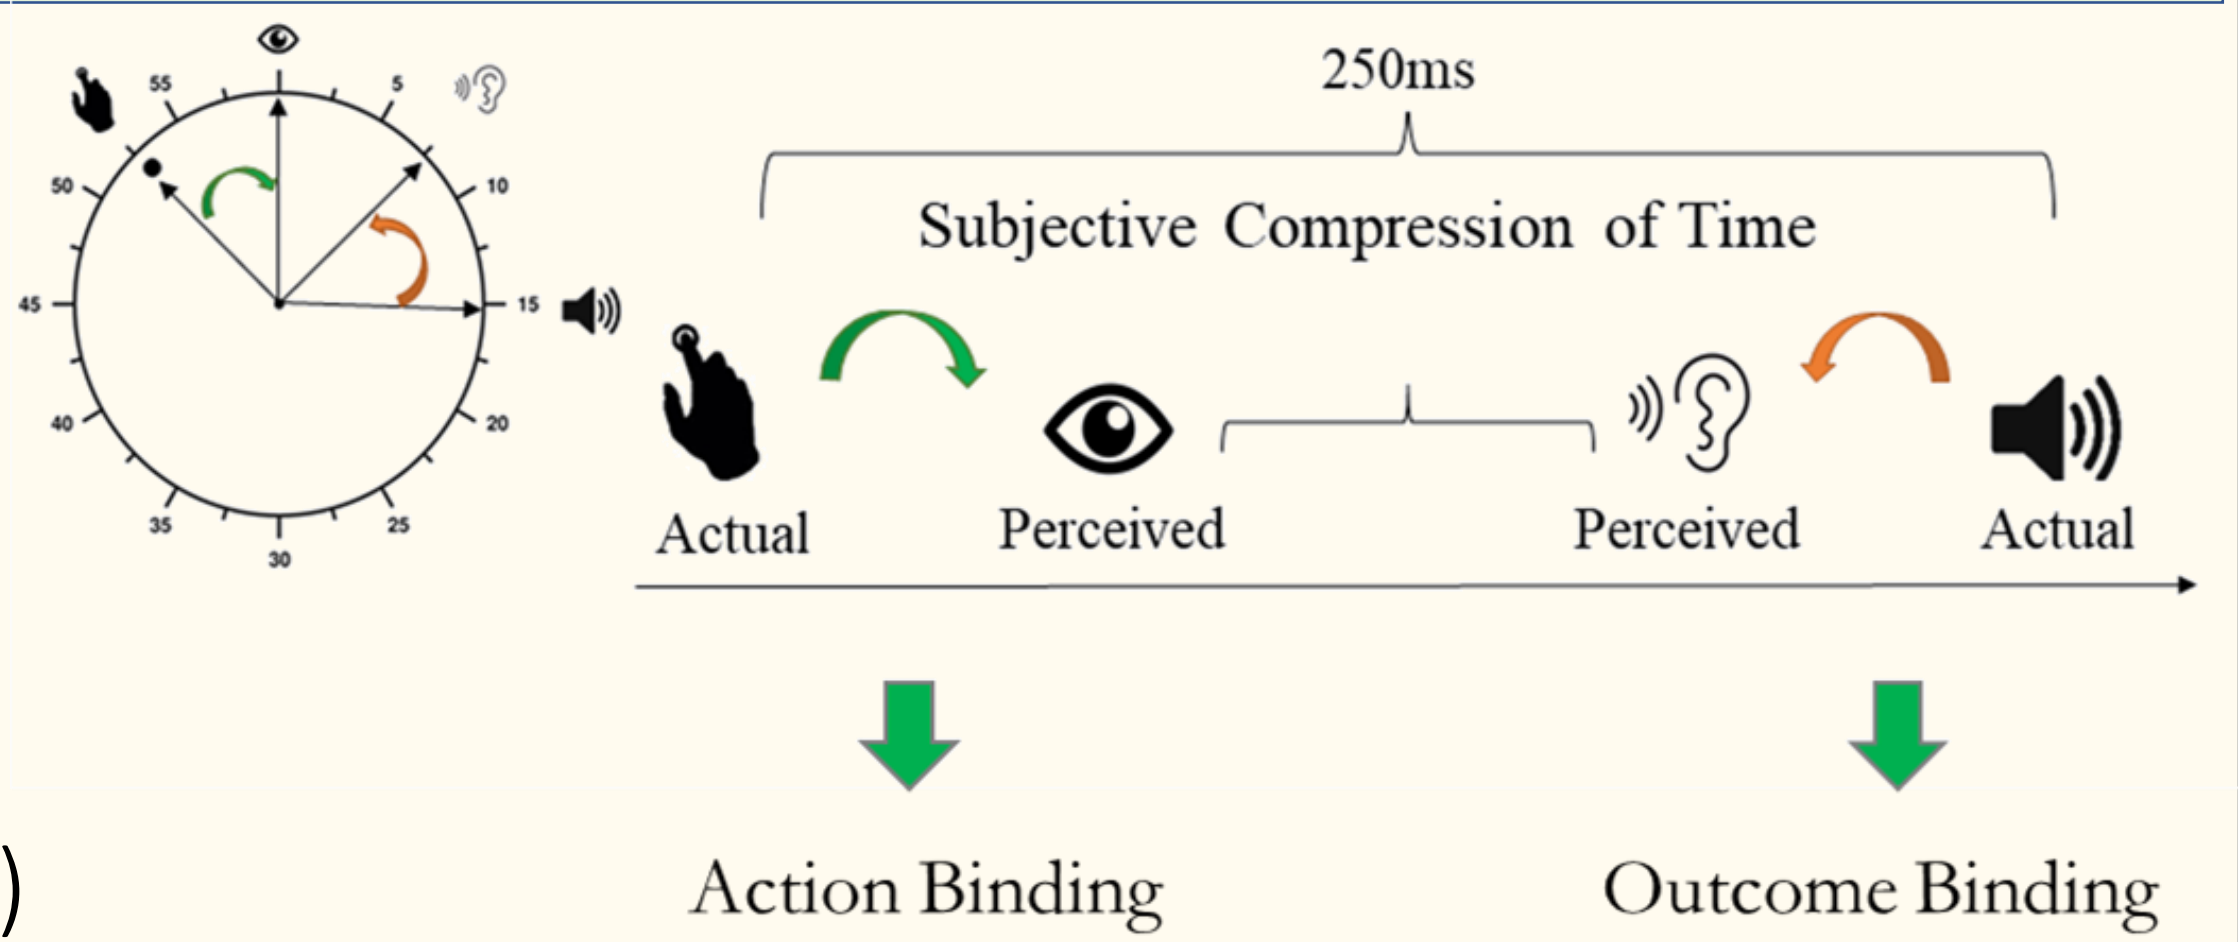 55
5
50
10
45
15
40
20
35
25
30
250ms
Subjective Compression of Time
Actual
Perceived
Perceived
Actual
)
Action Binding
Outcome Binding